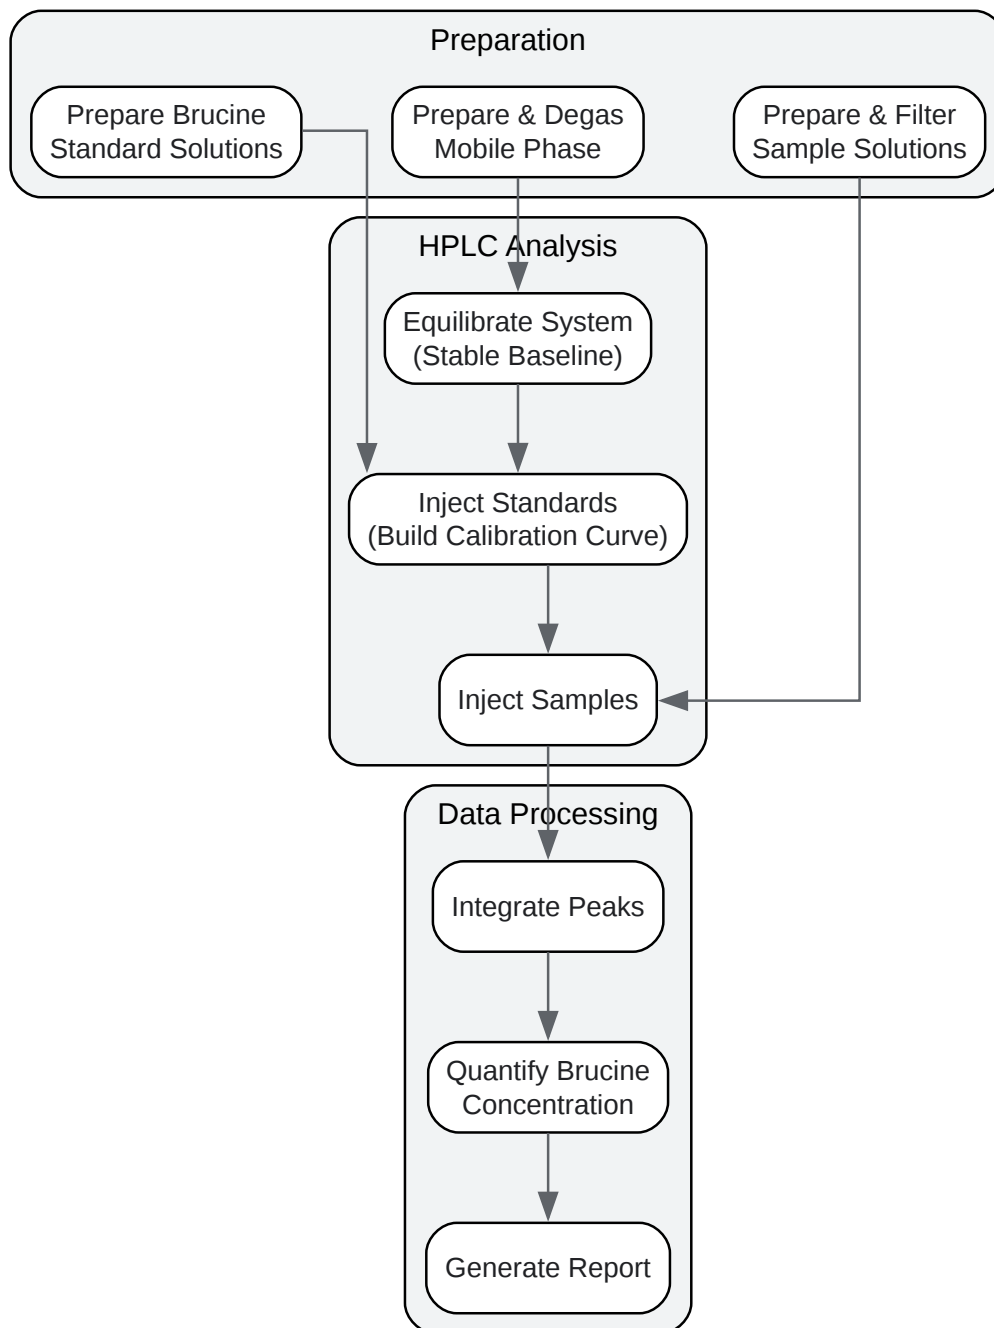 Preparation
Prepare Brucine
Standard Solutions
Prepare & Degas
Mobile Phase
Prepare & Filter
Sample Solutions
HPLC Analysis
Equilibrate System
(Stable Baseline)
Inject Standards
(Build Calibration Curve)
Inject Samples
Data Processing
Integrate Peaks
Quantify Brucine
Concentration
Generate Report